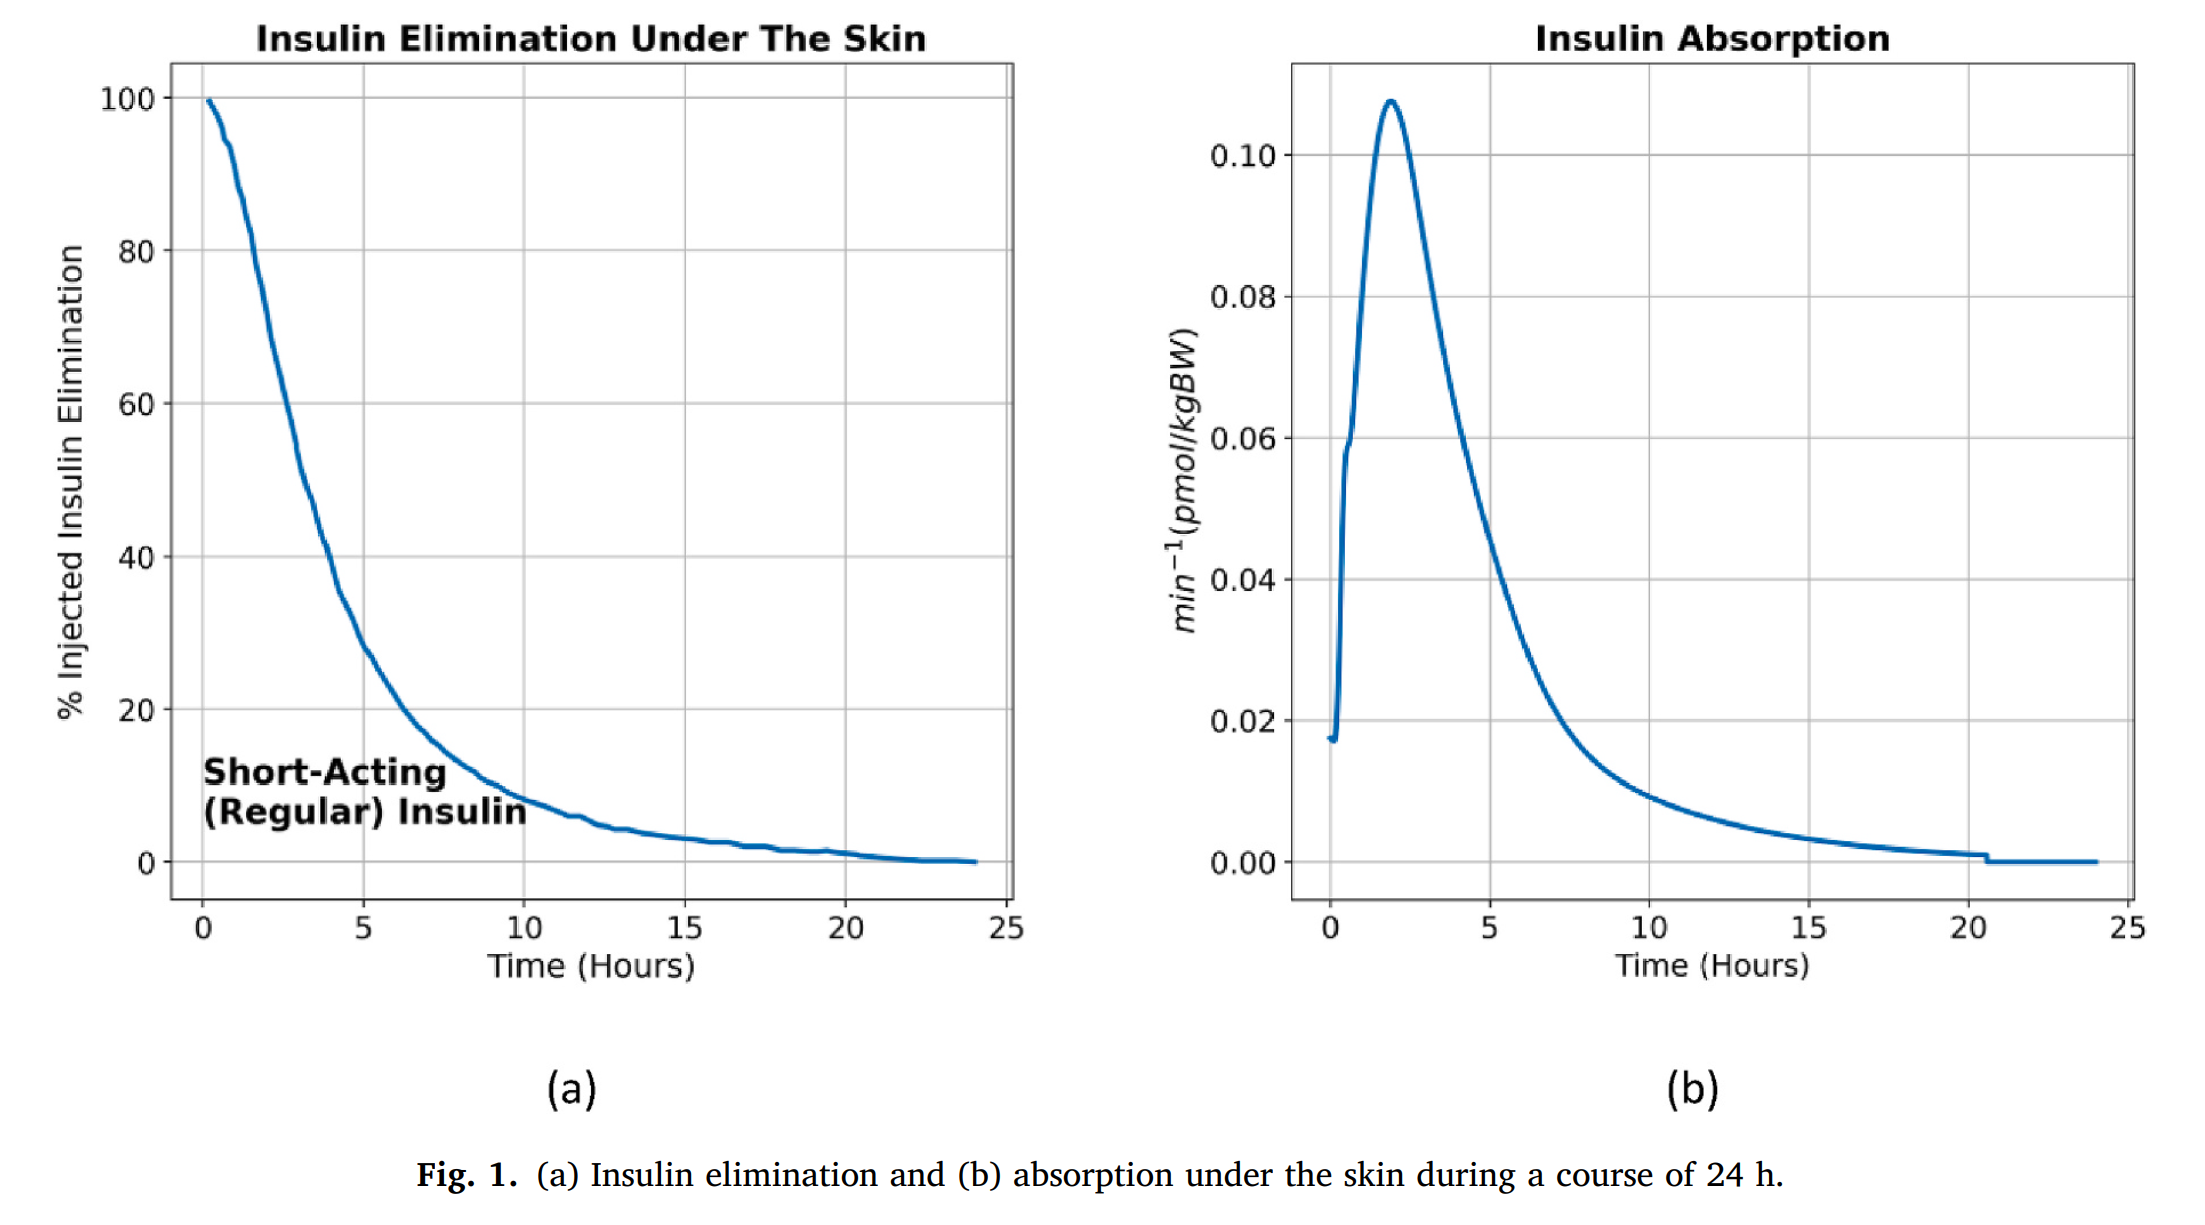 Insulin Elimination Under The Skin
% Injected Insulin Elimination
100
80
60
40
20
0
Short-Acting
(Regular) Insulin
0 5 10 15 20 25
Time (Hours)
(a)
Insulin Absorption
min⁻¹(pmol/kgBW)
0.10
0.08
0.06
0.04
0.02
0.00
0 5 10 15 20 25
Time (Hours)
(b)
Fig. 1. (a) Insulin elimination and (b) absorption under the skin during a course of 24 h.